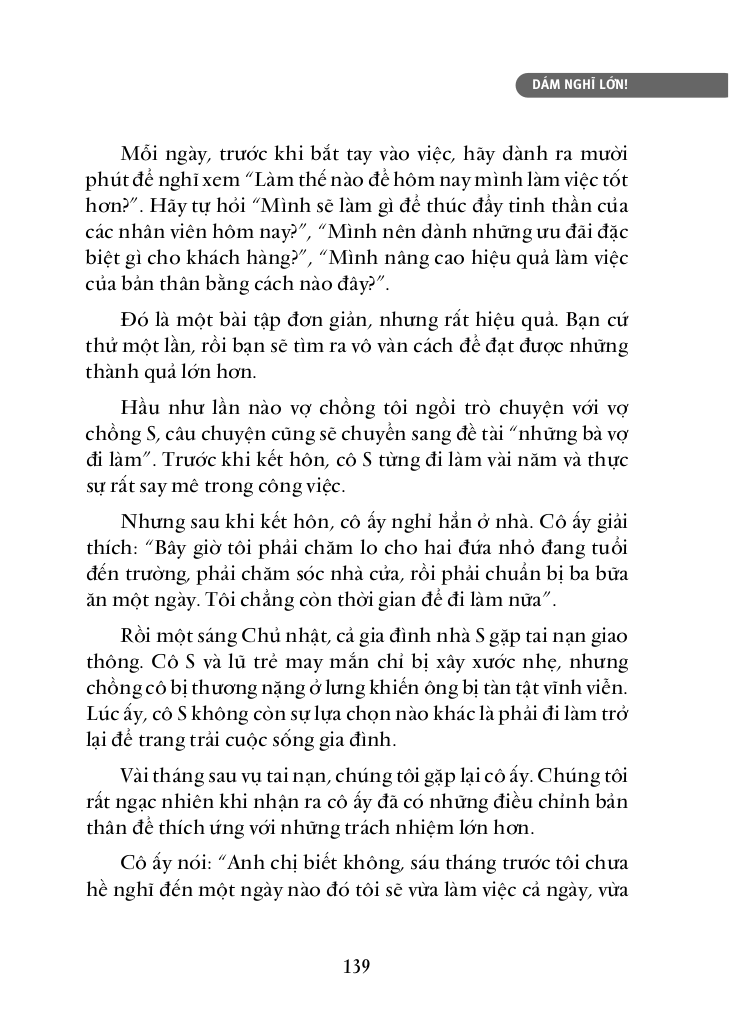 DÁM NGHĨ LỚN!
Mỗi ngày, trước khi bắt tay vào việc, hãy dành ra mười
phút để nghĩ xem “Làm thế nào để hôm nay mình làm việc tốt
hơn?”. Hãy tự hỏi “Mình sẽ làm gì để thúc đẩy tinh thần của
các nhân viên hôm nay?”, “Mình nên dành những ưu đãi đặc
biệt gì cho khách hàng?”, “Mình nâng cao hiệu quả làm việc
của bản thân bằng cách nào đây?”.
Đó là một bài tập đơn giản, nhưng rất hiệu quả. Bạn cứ
thử một lần, rồi bạn sẽ tìm ra vô vàn cách để đạt được những
thành quả lớn hơn.
Hầu như lần nào vợ chồng tôi ngồi trò chuyện với vợ
chồng S, câu chuyện cũng sẽ chuyển sang đề tài “những bà vợ
đi làm”. Trước khi kết hôn, cô S từng đi làm vài năm và thực
sự rất say mê trong công việc.
Nhưng sau khi kết hôn, cô ấy nghỉ hẳn ở nhà. Cô ấy giải
thích: “Bây giờ tôi phải chăm lo cho hai đứa nhỏ đang tuổi
đến trường, phải chăm sóc nhà cửa, rồi phải chuẩn bị ba bữa
ăn một ngày. Tôi chẳng còn thời gian để đi làm nữa”.
Rồi một sáng Chủ nhật, cả gia đình nhà S gặp tai nạn giao
thông. Cô S và lũ trẻ may mắn chỉ bị xây xước nhẹ, nhưng
chồng cô bị thương nặng ở lưng khiến ông bị tàn tật vĩnh viễn.
Lúc ấy, cô S không còn sự lựa chọn nào khác là phải đi làm trở
lại để trang trải cuộc sống gia đình.
Vài tháng sau vụ tai nạn, chúng tôi gặp lại cô ấy. Chúng tôi
rất ngạc nhiên khi nhận ra cô ấy đã có những điều chỉnh bản
thân để thích ứng với những trách nhiệm lớn hơn.
Cô ấy nói: “Anh chị biết không, sáu tháng trước tôi chưa
hề nghĩ đến một ngày nào đó tôi sẽ vừa làm việc cả ngày, vừa
139